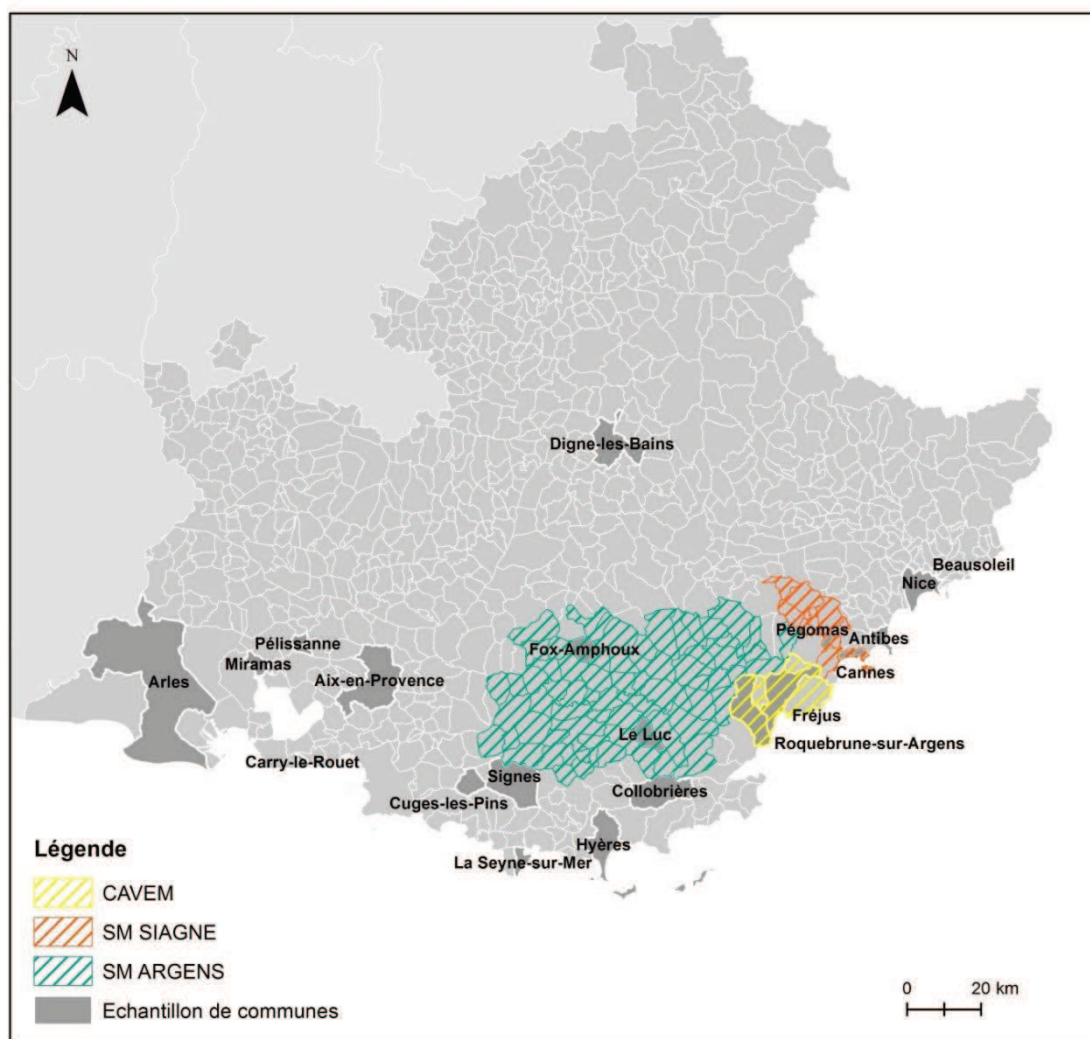 N
Digne-les-Bains
Beausoleil
Nice
Pégomas
Antibes
Fox-Amphoux
Pélissanne
Miramas
Cannes
Arles
Aix-en-Provence
Fréjus
Le Luc
Roquebrune-sur-Argens
Carry-le-Rouet
Signes
Collobrières
Cuges-les-Pins
Hyères
La Seyne-sur-Mer
Légende
CAVEM
SM SIAGNE
SM ARGENS
Echantillon de communes
0 20 km